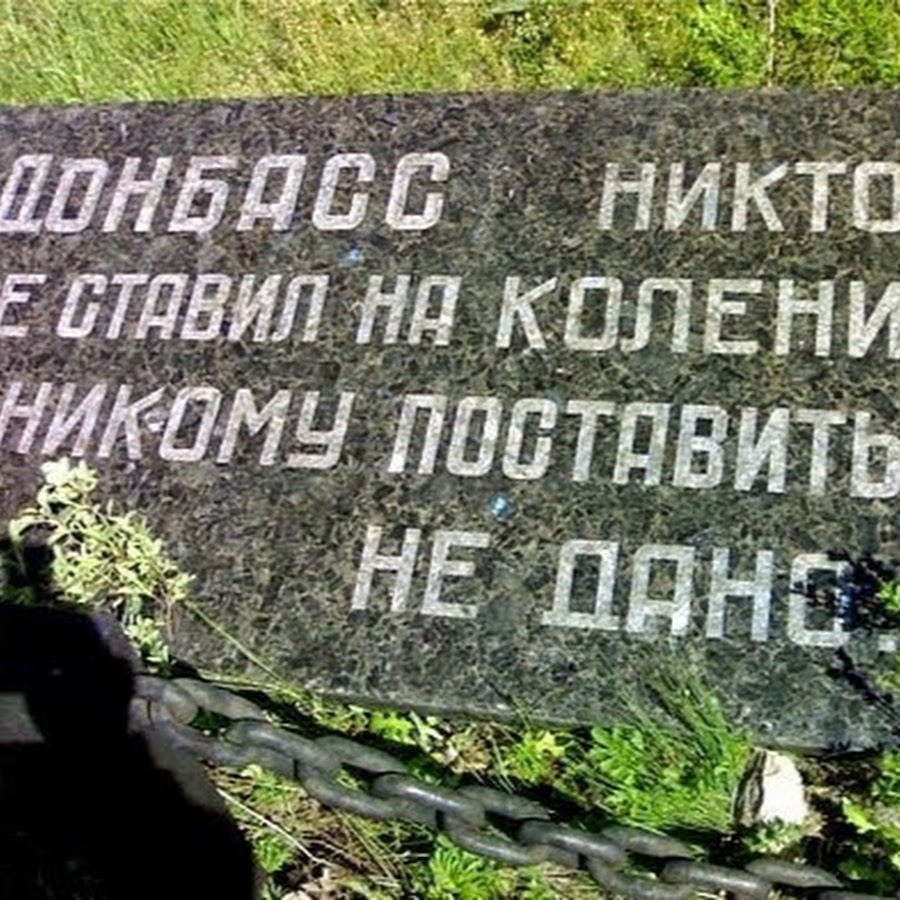 ДОНБАСС НИКТО
Е СТАВИЛ НА КОЛЕНИ
НИКОМУ ПОСТАВИТЬ
НЕ ДАНО.